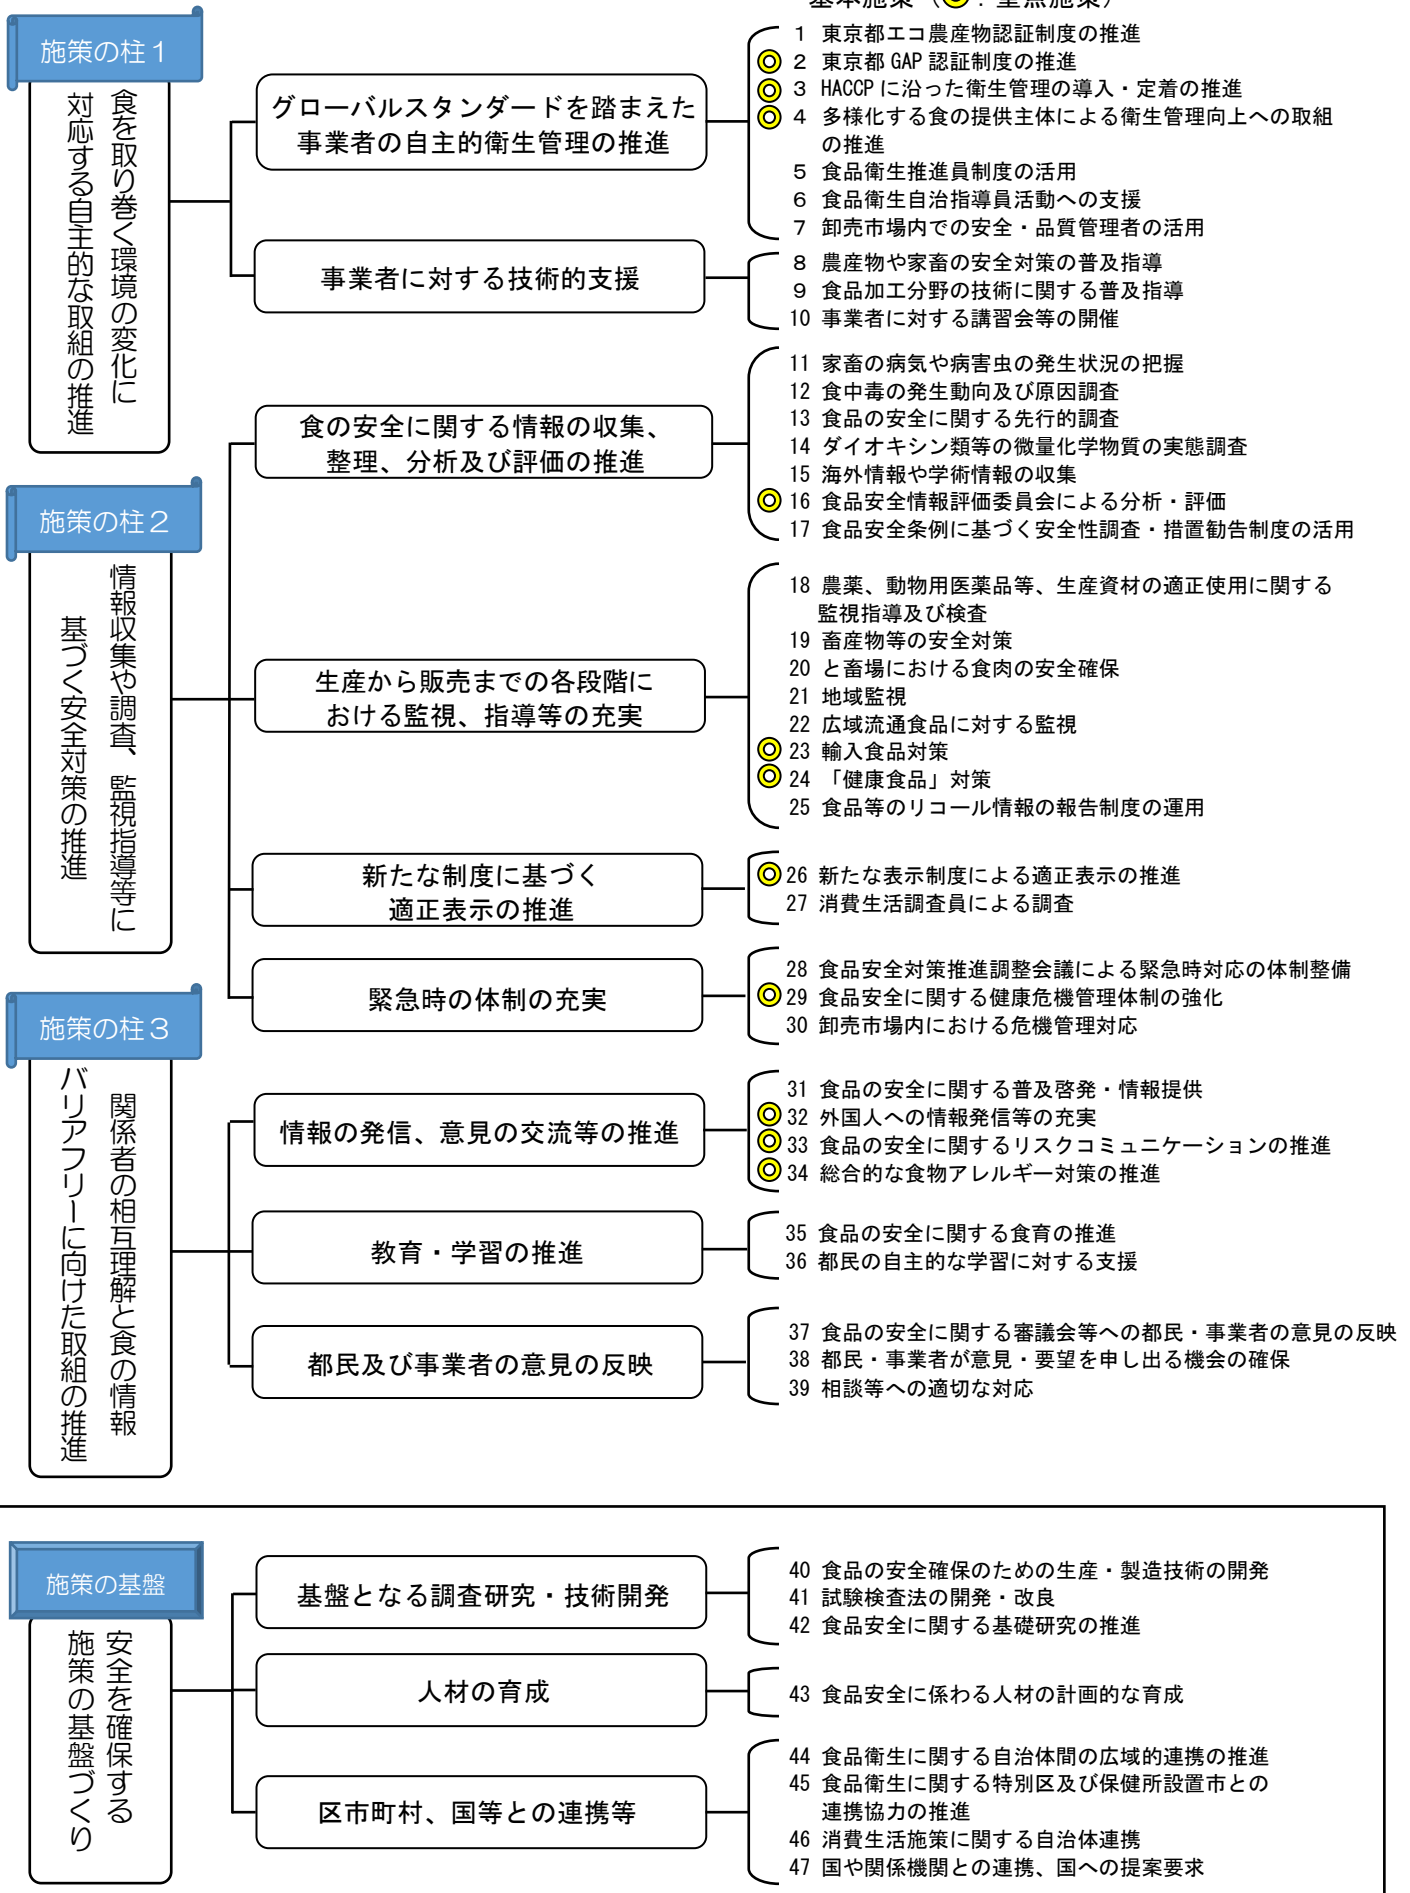 基本施策（◎：重点施策）
施策の柱１
食を取り巻く環境の変化に
対応する自主的な取組の推進
グローバルスタンダードを踏まえた
事業者の自主的衛生管理の推進
1 東京都エコ農産物認証制度の推進
◎ 2 東京都 GAP 認証制度の推進
◎ 3 HACCP に沿った衛生管理の導入・定着の推進
◎ 4 多様化する食の提供主体による衛生管理向上への取組
の推進
5 食品衛生推進員制度の活用
6 食品衛生自治指導員活動への支援
7 卸売市場内での安全・品質管理者の活用
事業者に対する技術的支援
8 農産物や家畜の安全対策の普及指導
9 食品加工分野の技術に関する普及指導
10 事業者に対する講習会等の開催
施策の柱２
情報収集や調査、監視指導等に
基づく安全対策の推進
食の安全に関する情報の収集、
整理、分析及び評価の推進
11 家畜の病気や病害虫の発生状況の把握
12 食中毒の発生動向及び原因調査
13 食品の安全に関する先行的調査
14 ダイオキシン類等の微量化学物質の実態調査
15 海外情報や学術情報の収集
◎ 16 食品安全情報評価委員会による分析・評価
17 食品安全条例に基づく安全性調査・措置勧告制度の活用
生産から販売までの各段階に
おける監視、指導等の充実
18 農薬、動物用医薬品等、生産資材の適正使用に関する
監視指導及び検査
19 畜産物等の安全対策
20 と畜場における食肉の安全確保
21 地域監視
22 広域流通食品に対する監視
◎ 23 輸入食品対策
◎ 24 「健康食品」対策
25 食品等のリコール情報の報告制度の運用
新たな制度に基づく
適正表示の推進
◎ 26 新たな表示制度による適正表示の推進
27 消費生活調査員による調査
緊急時の体制の充実
28 食品安全対策推進調整会議による緊急時対応の体制整備
◎ 29 食品安全に関する健康危機管理体制の強化
30 卸売市場内における危機管理対応
施策の柱３
関係者の相互理解と食の情報
バリアフリーに向けた取組の推進
情報の発信、意見の交流等の推進
31 食品の安全に関する普及啓発・情報提供
◎ 32 外国人への情報発信等の充実
◎ 33 食品の安全に関するリスクコミュニケーションの推進
◎ 34 総合的な食物アレルギー対策の推進
教育・学習の推進
35 食品の安全に関する食育の推進
36 都民の自主的な学習に対する支援
都民及び事業者の意見の反映
37 食品の安全に関する審議会等への都民・事業者の意見の反映
38 都民・事業者が意見・要望を申し出る機会の確保
39 相談等への適切な対応
施策の基盤
安全を確保する
施策の基盤づくり
基盤となる調査研究・技術開発
40 食品の安全確保のための生産・製造技術の開発
41 試験検査法の開発・改良
42 食品安全に関する基礎研究の推進
人材の育成
43 食品安全に係わる人材の計画的な育成
区市町村、国等との連携等
44 食品衛生に関する自治体間の広域的連携の推進
45 食品衛生に関する特別区及び保健所設置市との
連携協力の推進
46 消費生活施策に関する自治体連携
47 国や関係機関との連携、国への提案要求